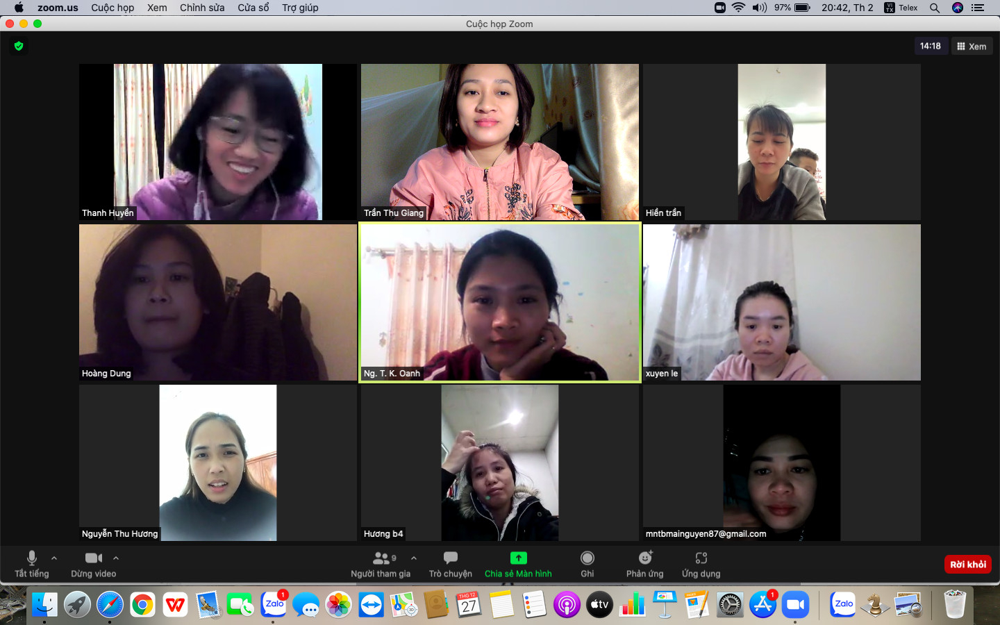 zoom.us Cuộc họp Xem Chỉnh sửa Cửa sổ Trợ giúp 97% 20:42, Th 2 VI TX Telex
Cuộc họp Zoom
14:18 Xem
Thanh Huyền
Trần Thu Giang
Hiền trần
Hoàng Dung
Ng. T. K. Oanh
xuyen le
Nguyễn Thu Hương
Hương b4
mntbmainguyen87@gmail.com
Tắt tiếng Dừng video Người tham gia 9 Trò chuyện Chia sẻ Màn hình Ghi Phản ứng Ứng dụng Rời khỏi
Zalo 1 THG 12 27 tv 1 Zalo